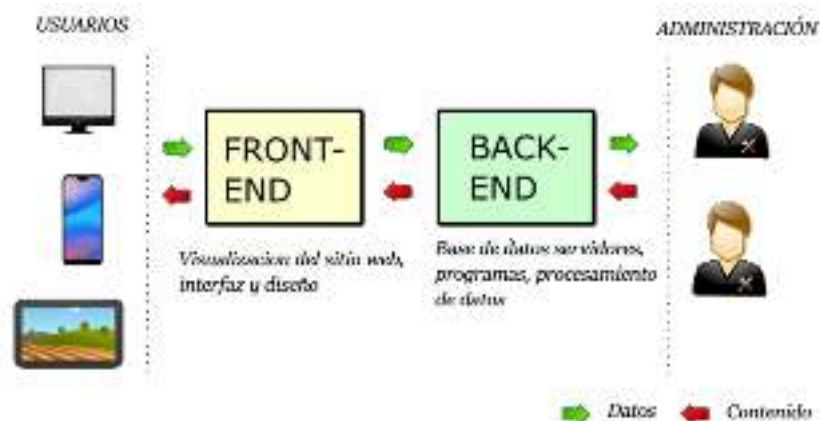 USUARIOS
ADMINISTRACIÓN
FRONT-
END
BACK-
END
Visualizacion del sitio web,
interfaz y diseño
Base de datos servidores,
programas, procesamiento
de datos
Datos
Contenido